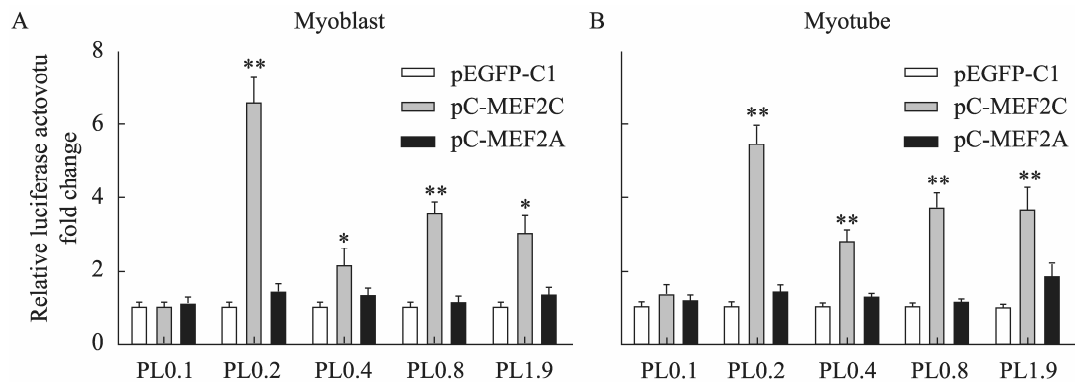 A
Myoblast
B
Myotube
Relative luciferase actovotu
fold change
8
6
4
2
0
**
*
**
*
pEGFP-C1
pC-MEF2C
pC-MEF2A
PL0.1 PL0.2 PL0.4 PL0.8 PL1.9
**
**
**
**
pEGFP-C1
pC-MEF2C
pC-MEF2A
PL0.1 PL0.2 PL0.4 PL0.8 PL1.9